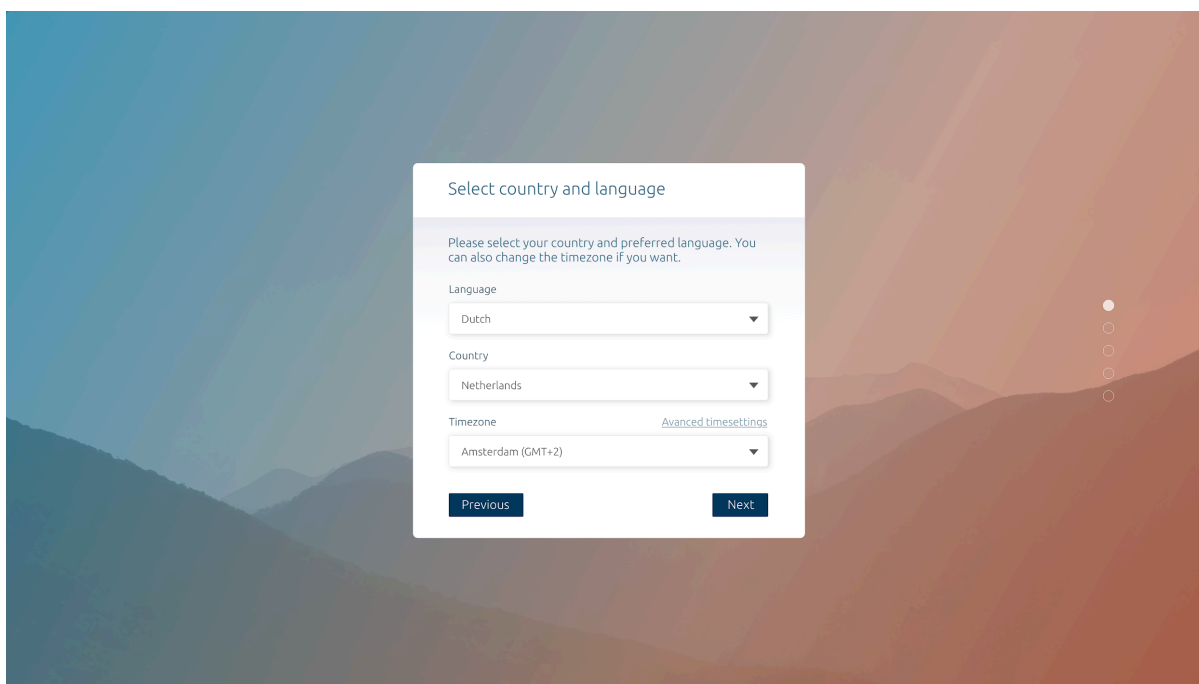 Select country and language
Please select your country and preferred language. You
can also change the timezone if you want.
Language
Dutch
Country
Netherlands
Timezone
Avanced timesettings
Amsterdam (GMT+2)
Previous
Next